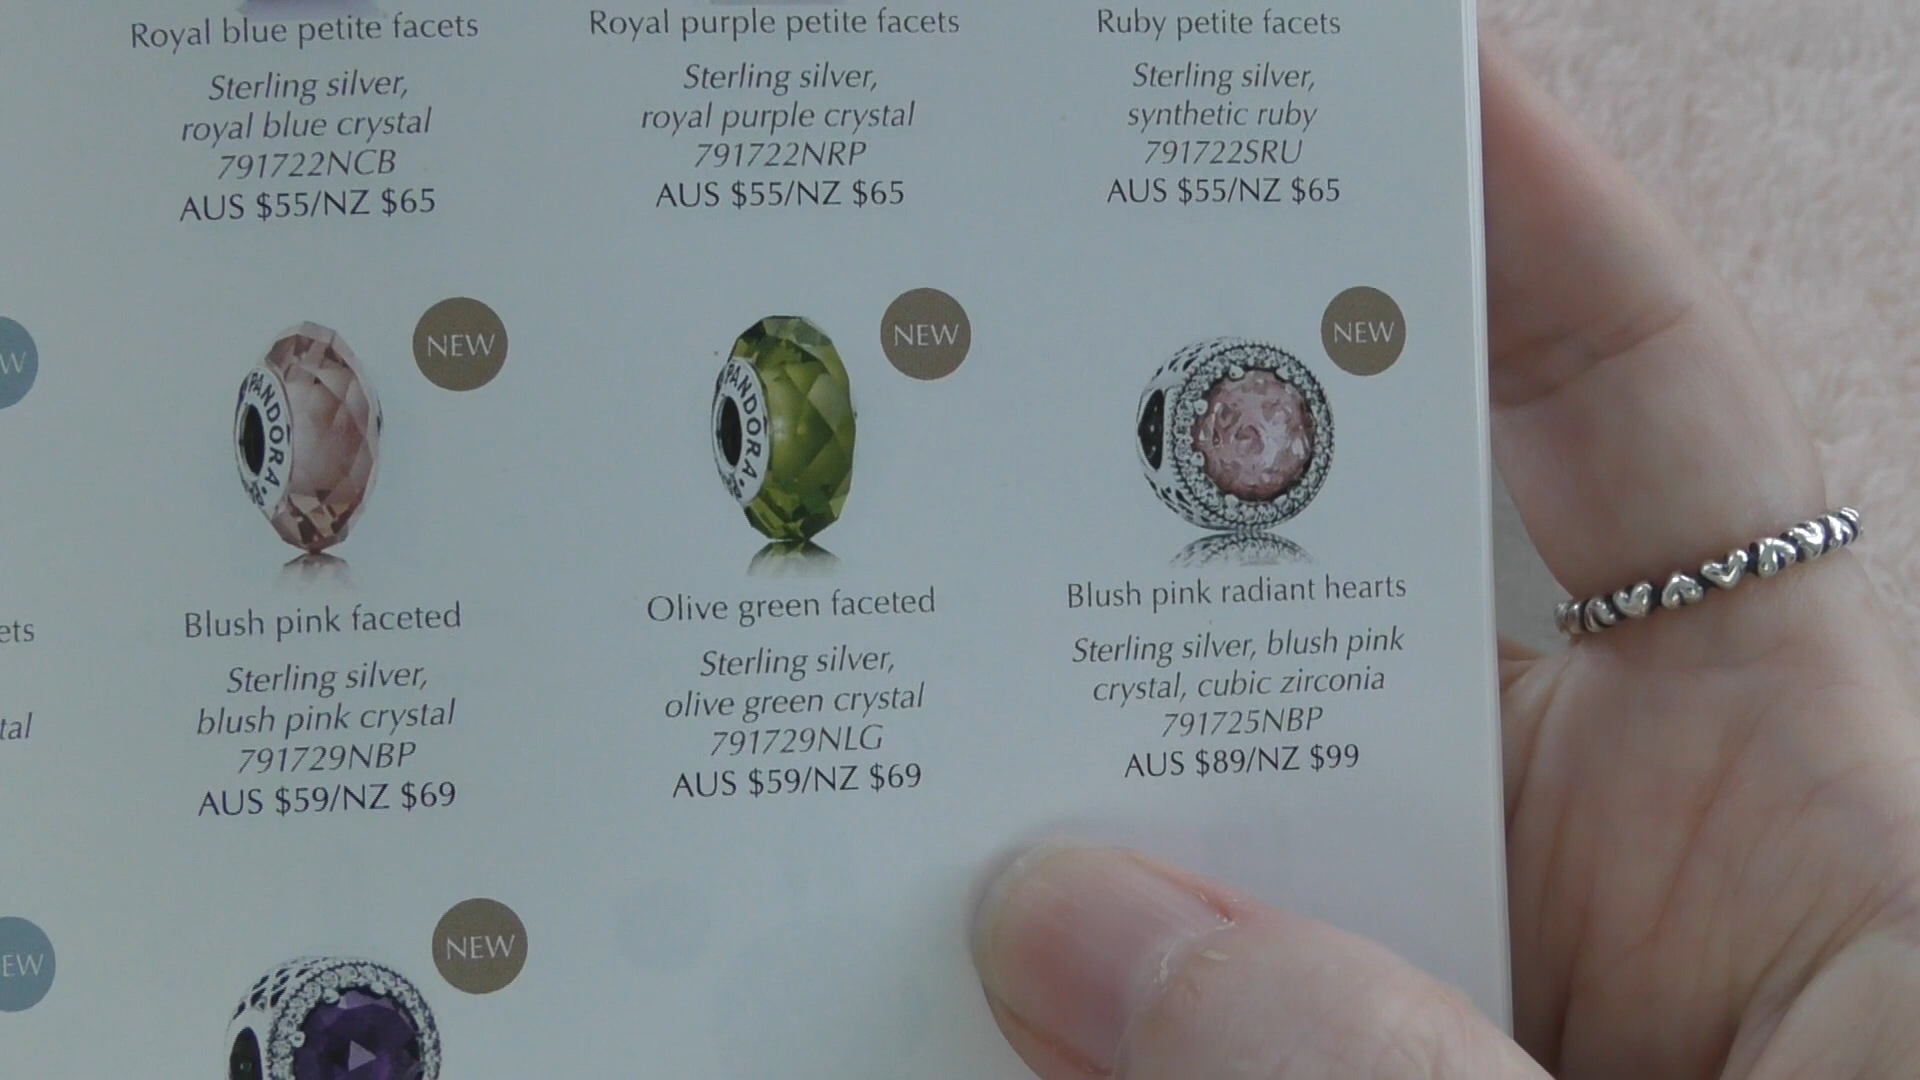 Royal blue petite facets
Sterling silver,
royal blue crystal
791722NCB
AUS $55/NZ $65
Royal purple petite facets
Sterling silver,
royal purple crystal
791722NRP
AUS $55/NZ $65
Ruby petite facets
Sterling silver,
synthetic ruby
791722SRU
AUS $55/NZ $65
W
ets
tal
NEW
PANDORA
Blush pink faceted
Sterling silver,
blush pink crystal
791729NBP
AUS $59/NZ $69
NEW
PANDORA
Olive green faceted
Sterling silver,
olive green crystal
791729NLG
AUS $59/NZ $69
NEW
Blush pink radiant hearts
Sterling silver, blush pink
crystal, cubic zirconia
791725NBP
AUS $89/NZ $99
EW
NEW